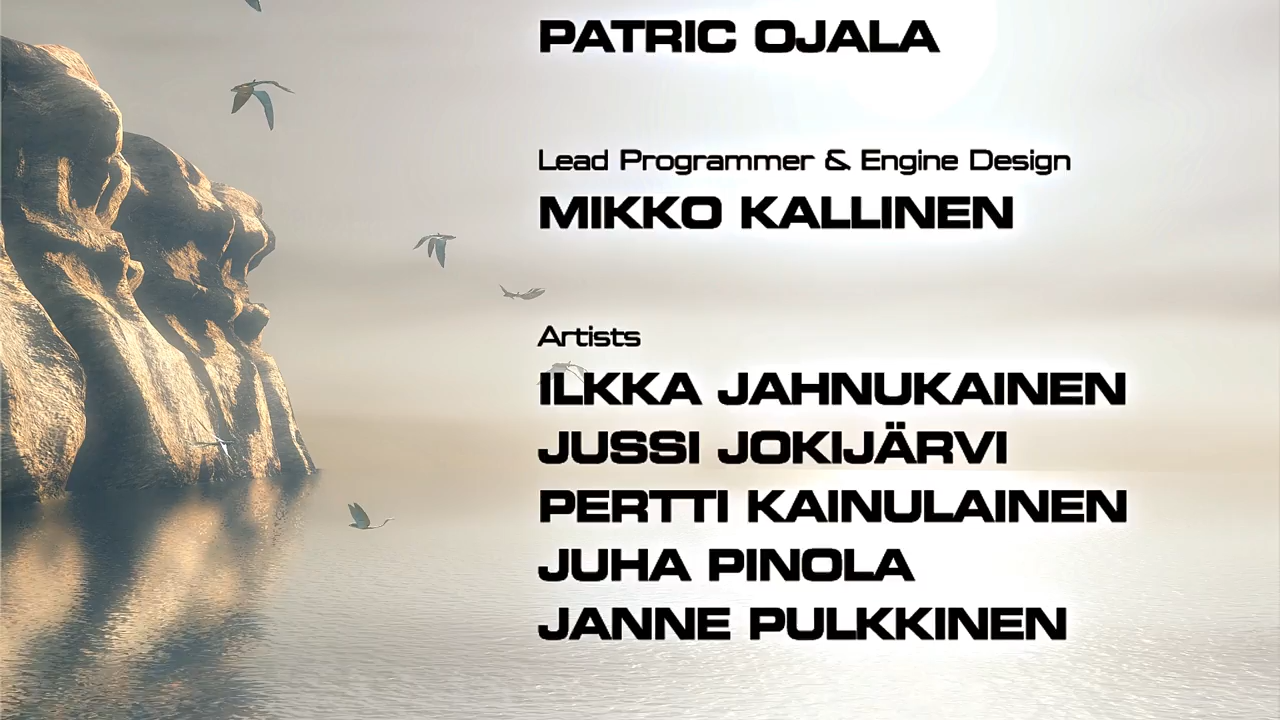 PATRIC OJALA
Lead Programmer & Engine Design
MIKKO KALLINEN
Artists
ILKKA JAHNUKAINEN
JUSSI JOKIJÄRVI
PERTTI KAINULAINEN
JUHA PINOLA
JANNE PULKKINEN